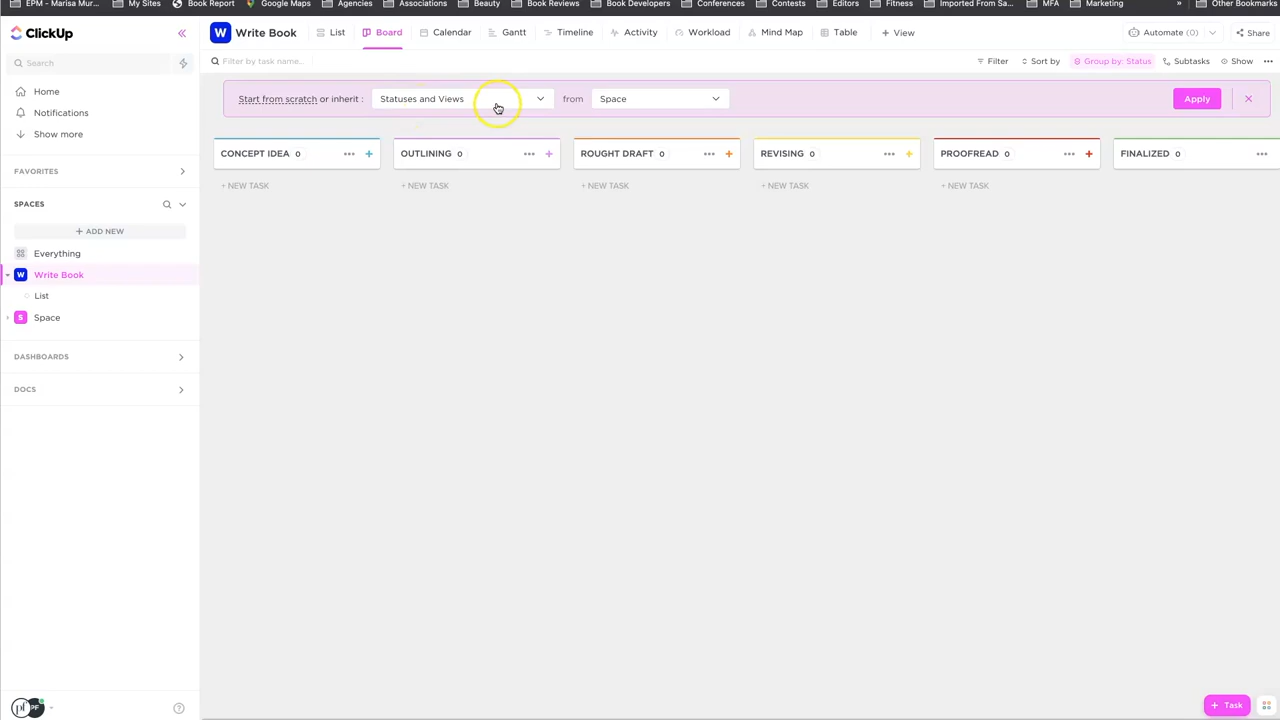 EPM - Marisa Mur... My Sites Book Report Google Maps Agencies Associations Beauty Book Reviews Book Developers Conferences Contests Editors Fitness Imported From Sa... MFA Marketing » Other Bookmarks
ClickUp
Write Book
List
Board
Calendar
Gantt
Timeline
Activity
Workload
Mind Map
Table
+ View
Automate (0)
Share
Search
Filter by task name...
Filter
Sort by
Group by: Status
Subtasks
Show
Home
Notifications
Show more
Start from scratch or inherit : Statuses and Views from Space
Apply
FAVORITES
SPACES
+ ADD NEW
Everything
W Write Book
List
S Space
DASHBOARDS
DOCS
CONCEPT IDEA 0
OUTLINING 0
ROUGHT DRAFT 0
REVISING 0
PROOFREAD 0
FINALIZED 0
+ NEW TASK
+ NEW TASK
+ NEW TASK
+ NEW TASK
+ NEW TASK
PF
+ Task